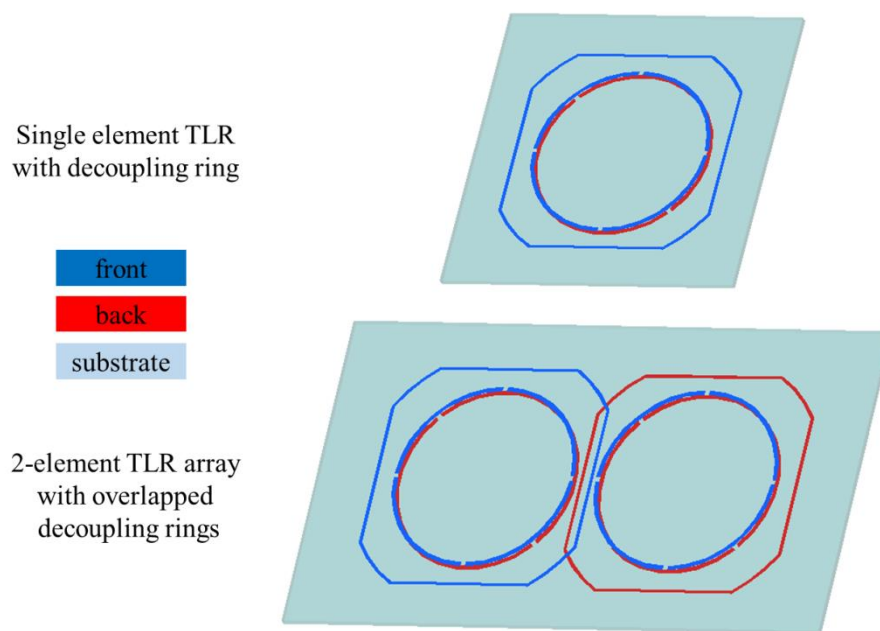 Single element TLR
with decoupling ring
front
back
substrate
2-element TLR array
with overlapped
decoupling rings